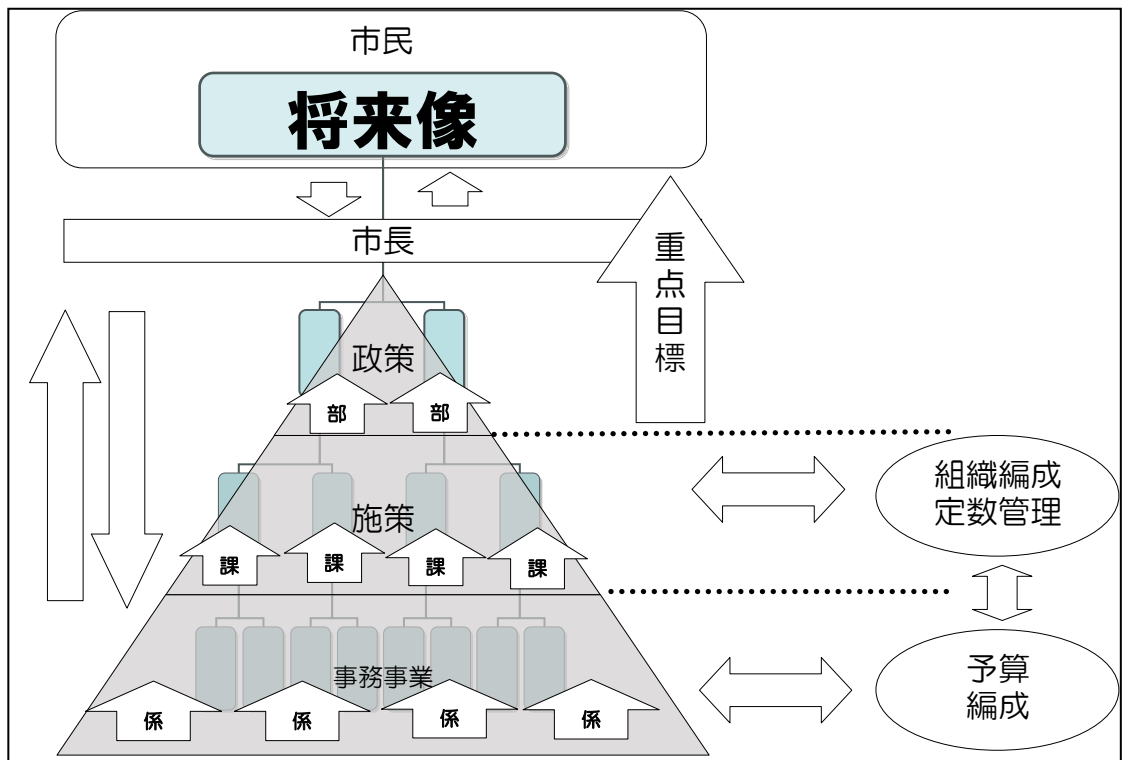 市民
将来像
市長
重点目標
政策
部
部
組織編成
定数管理
施策
課
課
課
課
予算
編成
事務事業
係
係
係
係